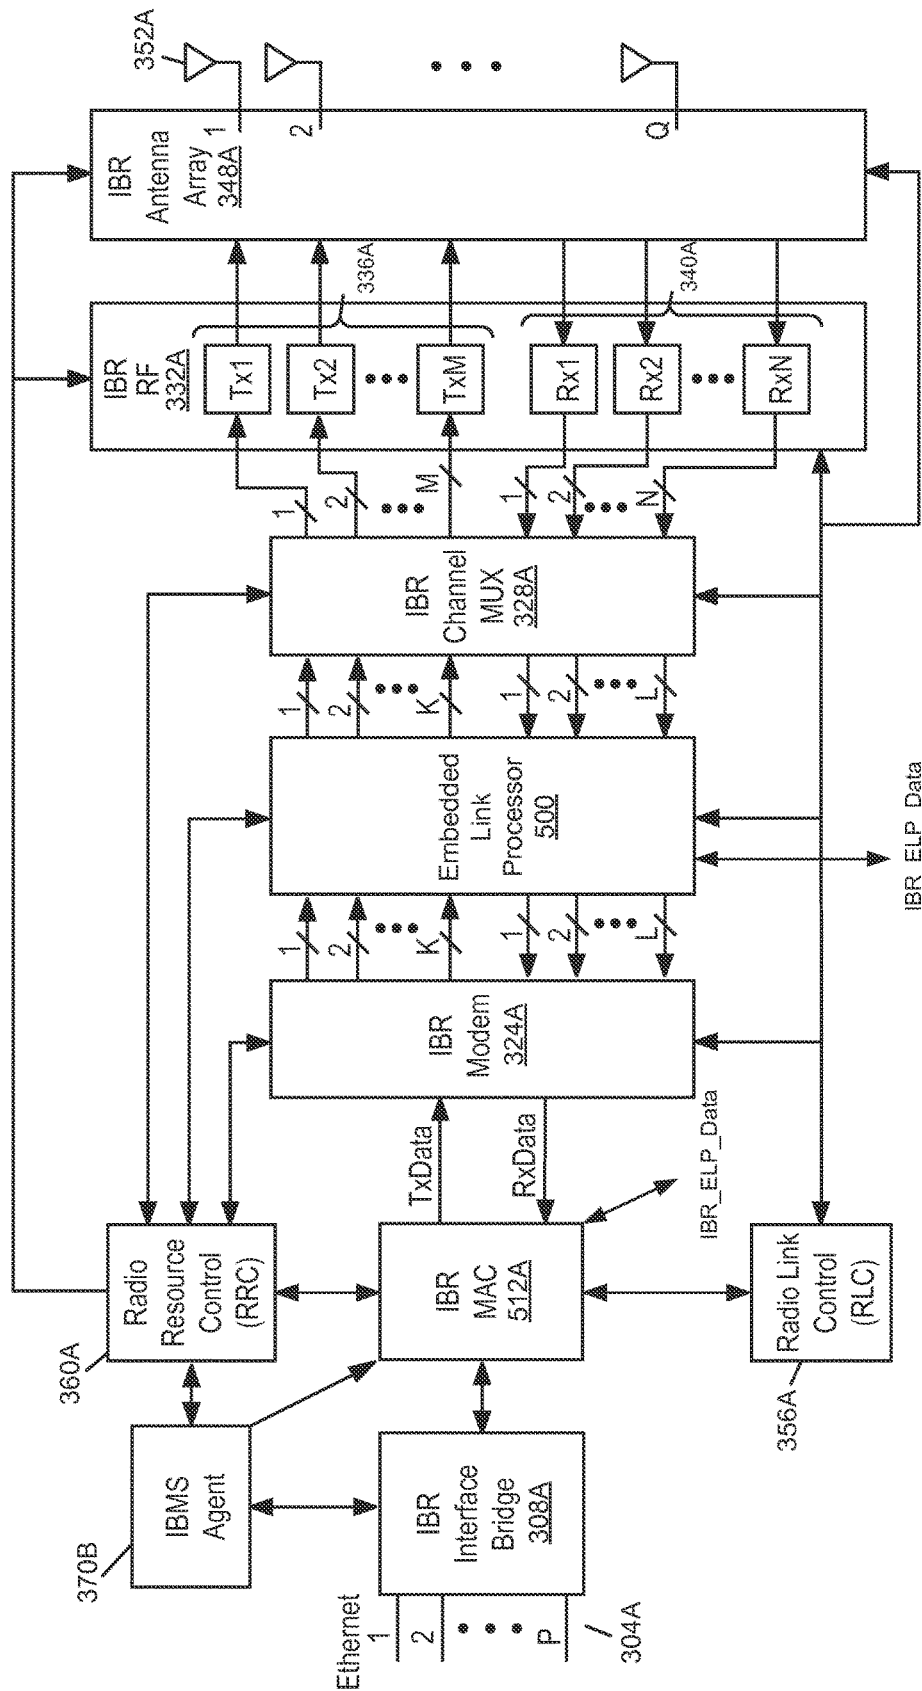 Ethernet
1
2
P
304A
370B
IBMS
Agent
IBR
Interface
Bridge
308A
360A
Radio
Resource
Control
(RRC)
IBR
MAC
512A
356A
Radio Link
Control
(RLC)
TxData
RxData
IBR_ELP_Data
IBR
Modem
324A
1
2
K
1
2
L
Embedded
Link
Processor
500
IBR_ELP_Data
1
2
K
1
2
L
IBR
Channel
MUX
328A
1
2
M
1
2
N
IBR
RF
332A
Tx1
Tx2
TxM
336A
Rx1
Rx2
RxN
340A
IBR
Antenna
Array
348A
1
2
Q
352A